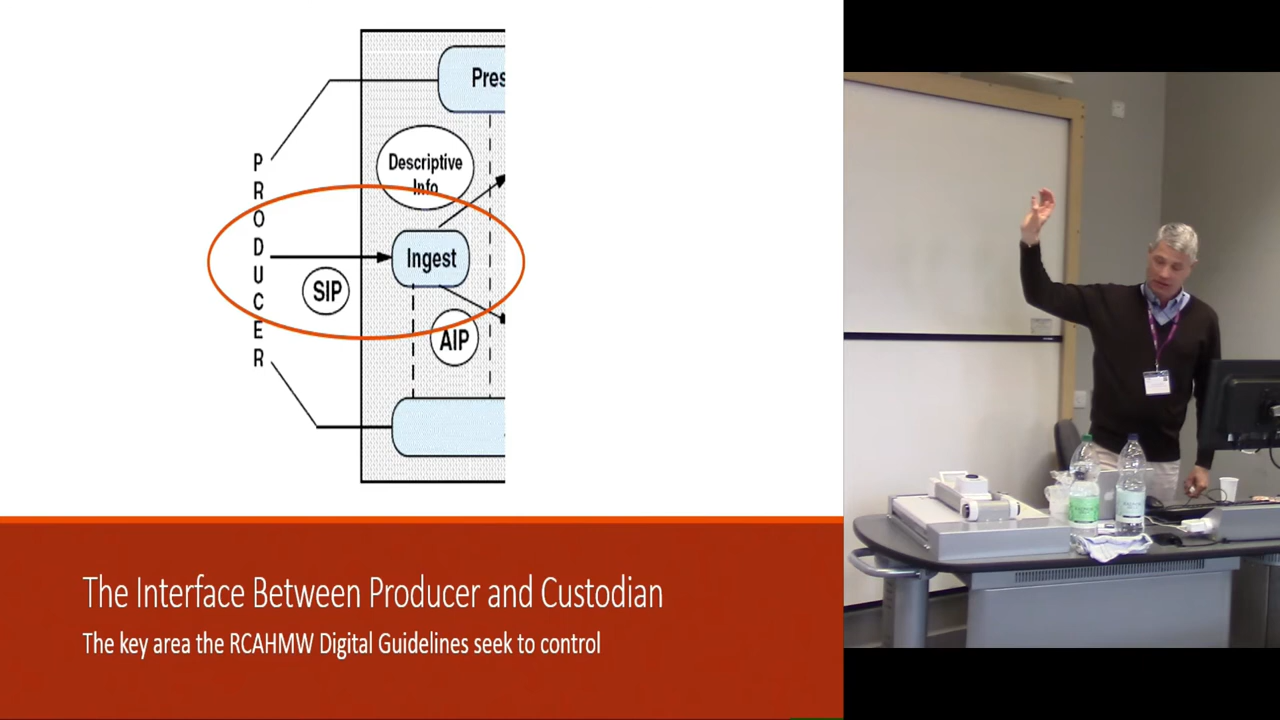 Pres
Descriptive
Info
PRODUCER
Ingest
SIP
AIP
The Interface Between Producer and Custodian
The key area the RCAHMW Digital Guidelines seek to control